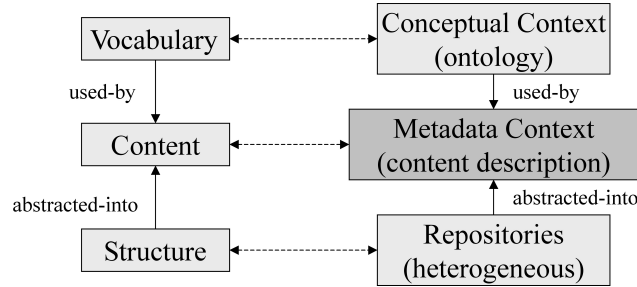 Vocabulary
Conceptual Context
(ontology)
used-by
used-by
Content
Metadata Context
(content description)
abstracted-into
abstracted-into
Structure
Repositories
(heterogeneous)